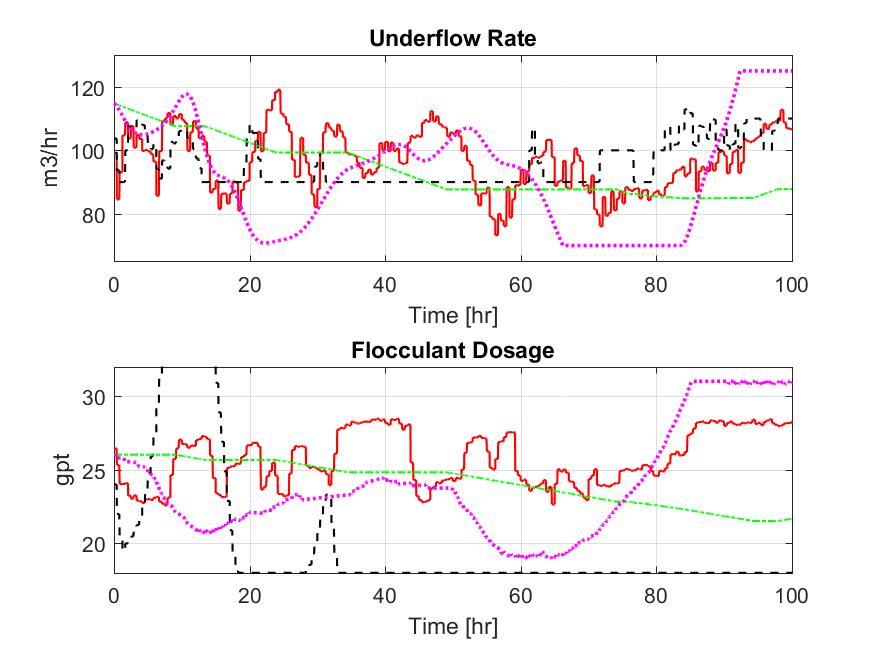 Underflow Rate
m3/hr
120
100
80
0 20 40 60 80 100
Time [hr]
Flocculant Dosage
gpt
30
25
20
0 20 40 60 80 100
Time [hr]